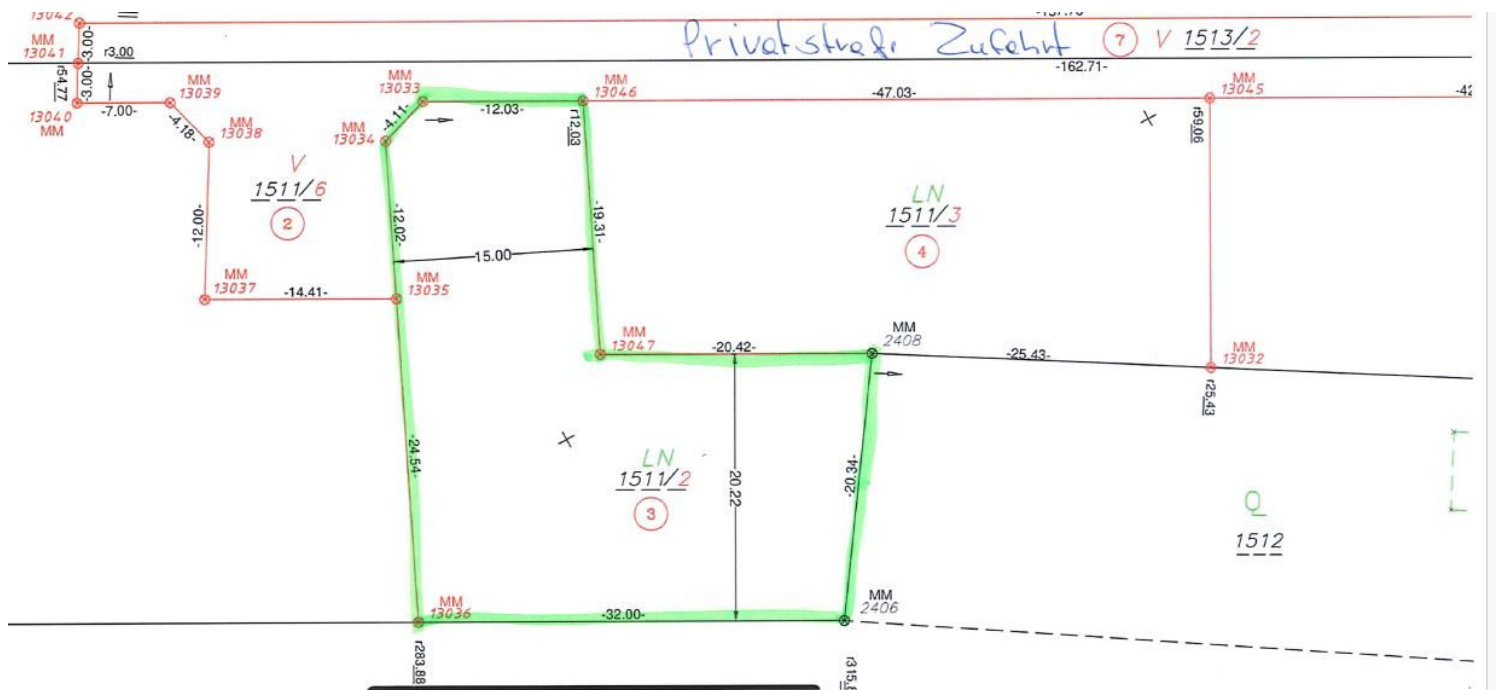 13042
-157.70-
Privatstraße Zufahrt 7 V 1513/2
MM
13041
-3.00-
r3.00
-162.71-
r54.77
-3.00-
MM
13039
MM
13033
MM
13046
MM
13045
-7.00-
-12.03-
-47.03-
13040
MM
-4.18-
MM
13038
-4.11-
MM
13034
r12.03
r59.06
V
1511/6
2
LN
1511/3
4
-12.00-
-12.02-
-19.31-
-15.00-
MM
13037
-14.41-
MM
13035
MM
13047
-20.42-
MM
2408
-25.43-
MM
13032
r25.43
-24.54-
LN
1511/2
3
20.22
-20.34-
Q
1512
MM
13036
-32.00-
MM
2406
r283.88